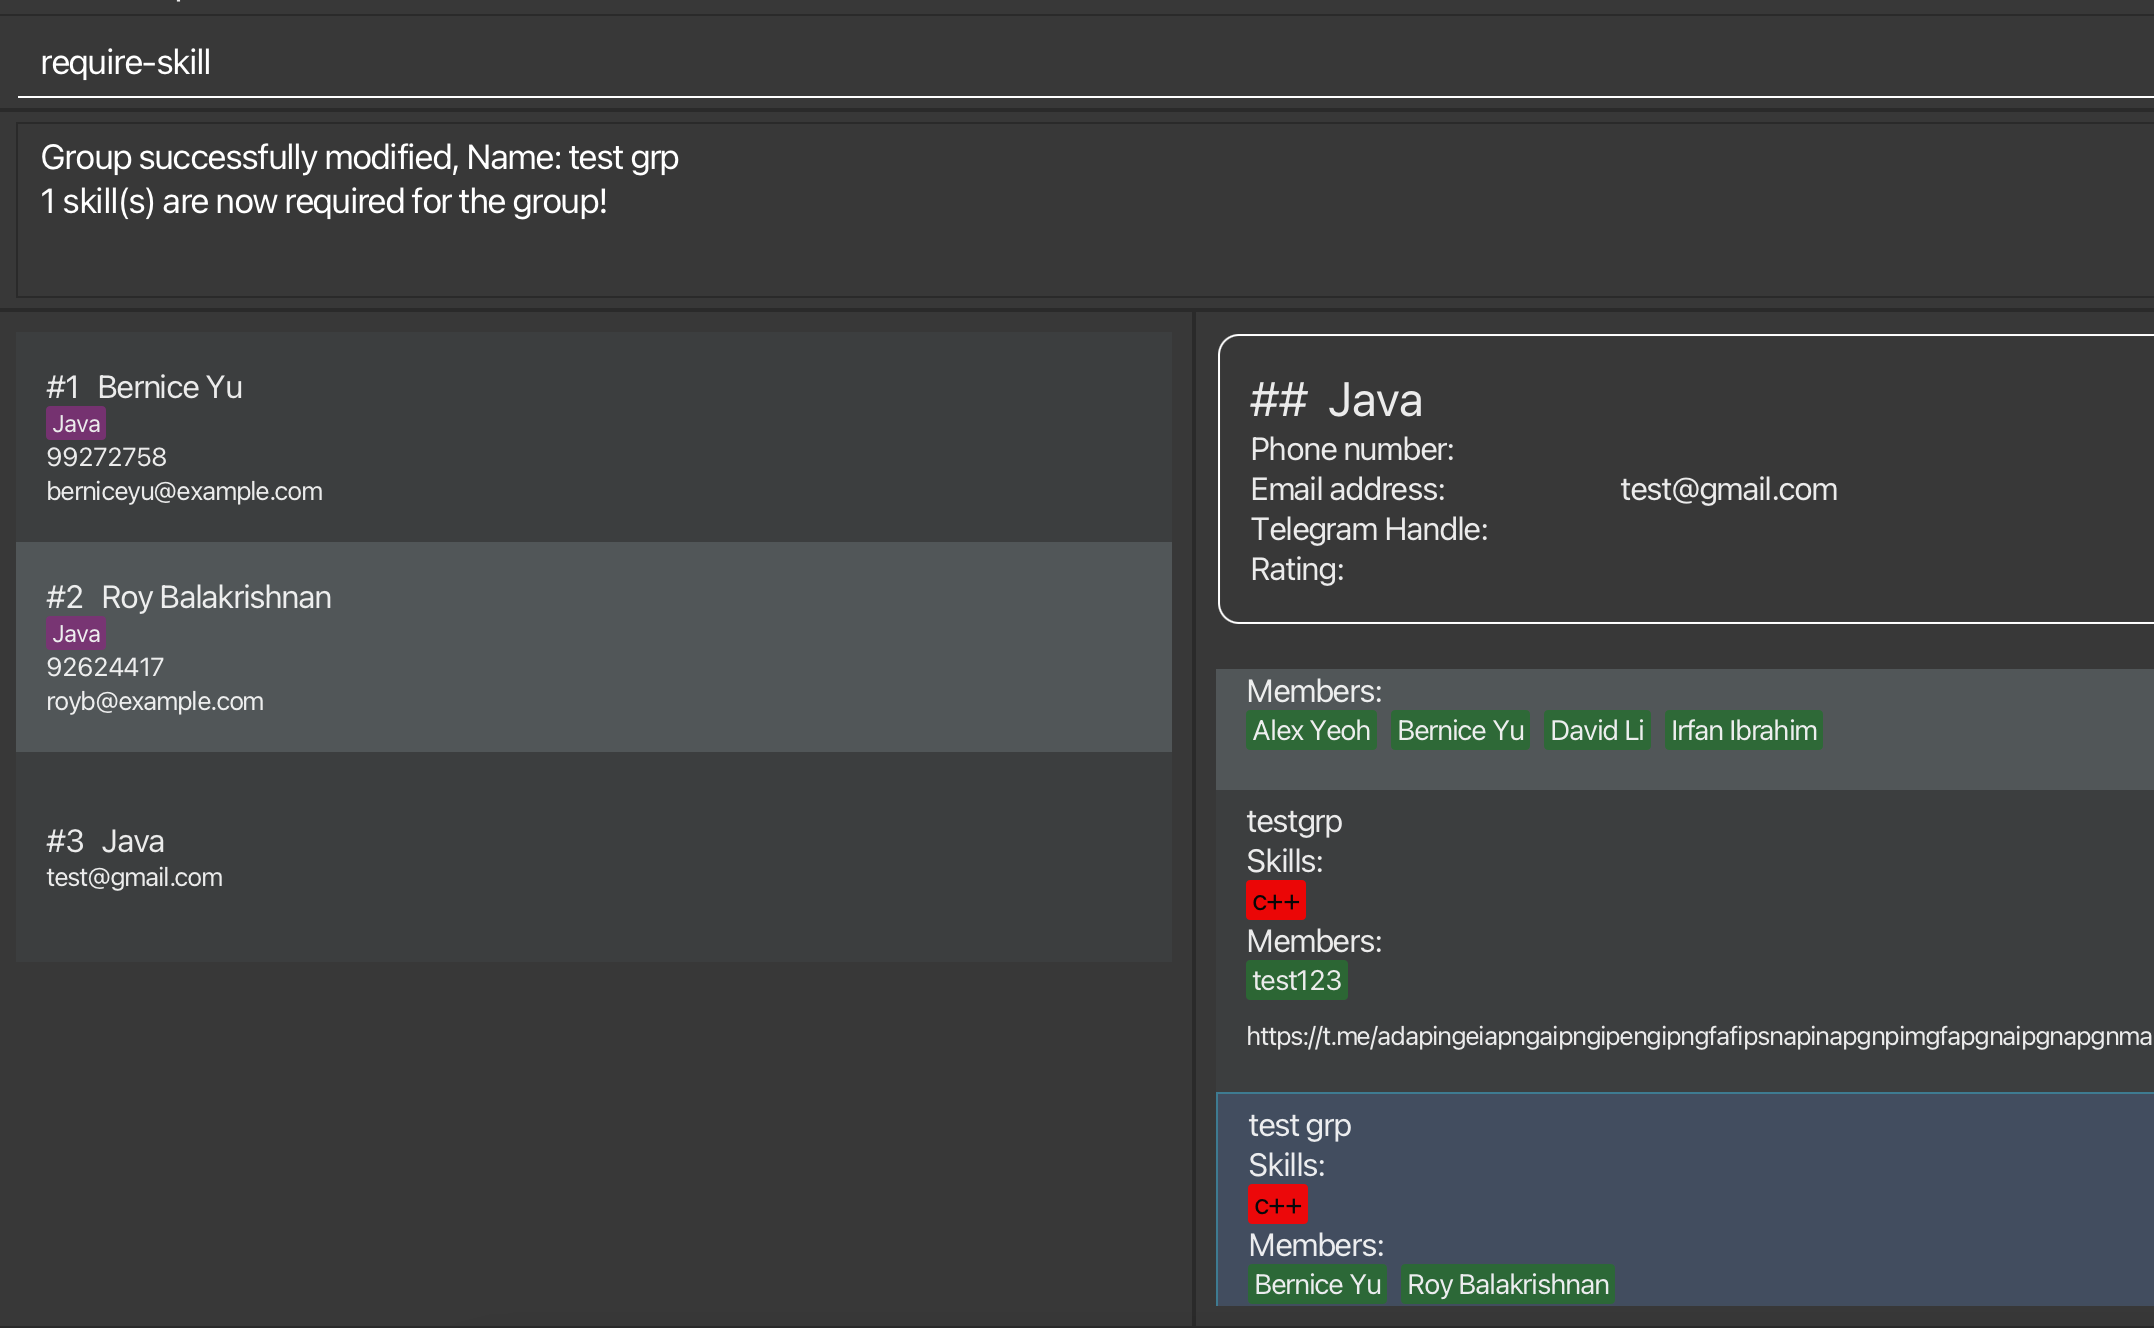 require-skill
Group successfully modified, Name: test grp
1 skill(s) are now required for the group!
#1 Bernice Yu
Java
99272758
berniceyu@example.com
#2 Roy Balakrishnan
Java
92624417
royb@example.com
#3 Java
test@gmail.com
## Java
Phone number:
Email address: test@gmail.com
Telegram Handle:
Rating:
Members:
Alex Yeoh Bernice Yu David Li Irfan Ibrahim
testgrp
Skills:
c++
Members:
test123
https://t.me/adapingeiapngaipngipengipngfafipsnapinapgnpimgfapgnaipgnapgnma
test grp
Skills:
c++
Members:
Bernice Yu Roy Balakrishnan